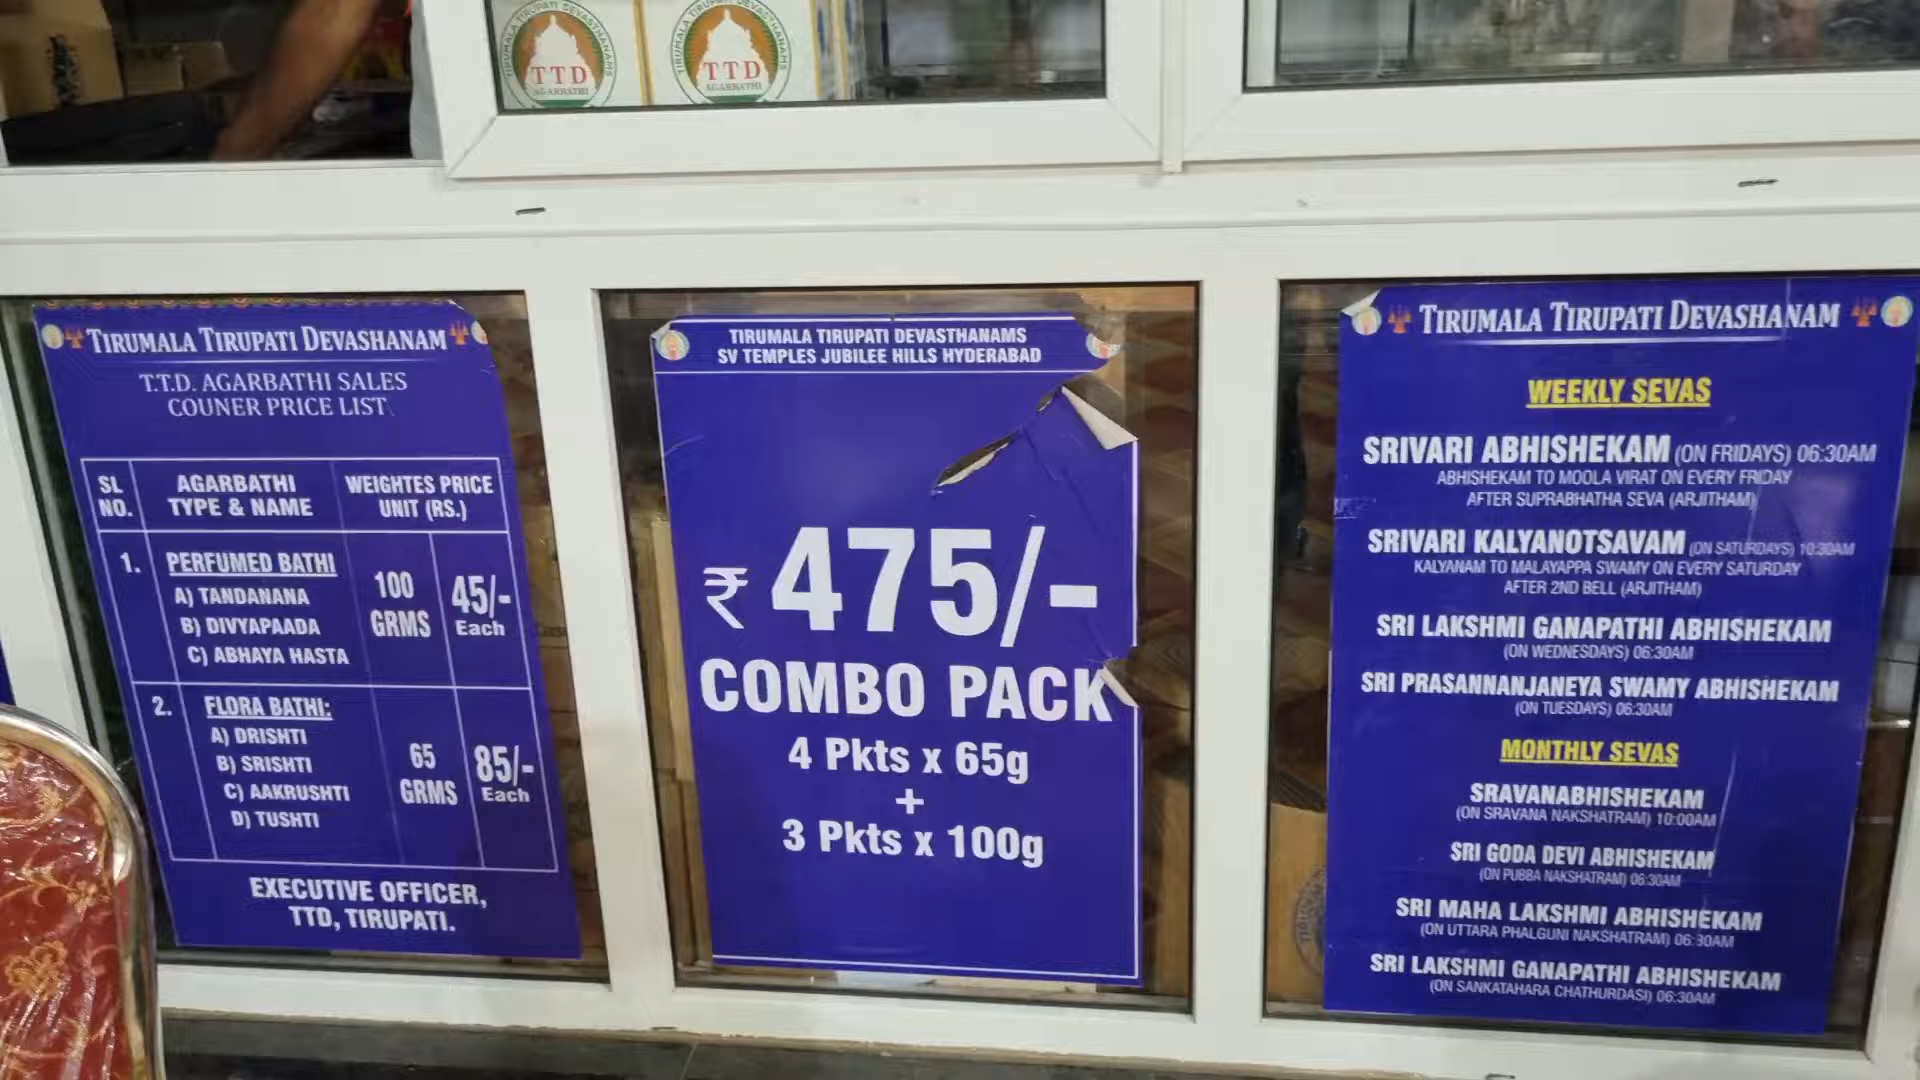 TIRUMALA TIRUPATI DEVASTHANAMS
TTD
AGARBATHI
TIRUMALA TIRUPATI DEVASTHANAMS
TTD
AGARBATHI
TIRUMALA TIRUPATI DEVASHANAM
T.T.D. AGARBATHI SALES
COUNER PRICE LIST
SL NO. AGARBATHI TYPE & NAME WEIGHTES PRICE UNIT (RS.)
1. PERFUMED BATHI
A) TANDANANA
B) DIVYAPAADA
C) ABHAYA HASTA
100 GRMS
45/- Each
2. FLORA BATHI:
A) DRISHTI
B) SRISHTI
C) AAKRUSHTI
D) TUSHTI
65 GRMS
85/- Each
EXECUTIVE OFFICER,
TTD, TIRUPATI.
TIRUMALA TIRUPATI DEVASTHANAMS
SV TEMPLES JUBILEE HILLS HYDERABAD
₹ 475/-
COMBO PACK
4 Pkts x 65g
+
3 Pkts x 100g
TIRUMALA TIRUPATI DEVASHANAM
WEEKLY SEVAS
SRIVARI ABHISHEKAM (ON FRIDAYS) 06:30AM
ABHISHEKAM TO MOOLA VIRAT ON EVERY FRIDAY
AFTER SUPRABHATHA SEVA (ARJITHAM)
SRIVARI KALYANOTSAVAM (ON SATURDAYS) 10:30AM
KALYANAM TO MALAYAPPA SWAMY ON EVERY SATURDAY
AFTER 2ND BELL (ARJITHAM)
SRI LAKSHMI GANAPATHI ABHISHEKAM
(ON WEDNESDAYS) 06:30AM
SRI PRASANNANJANEYA SWAMY ABHISHEKAM
(ON TUESDAYS) 06:30AM
MONTHLY SEVAS
SRAVANABHISHEKAM
(ON SRAVANA NAKSHATRAM) 10:00AM
SRI GODA DEVI ABHISHEKAM
(ON PUBBA NAKSHATRAM) 06:30AM
SRI MAHA LAKSHMI ABHISHEKAM
(ON UTTARA PHALGUNI NAKSHATRAM) 06:30AM
SRI LAKSHMI GANAPATHI ABHISHEKAM
(ON SANKATAHARA CHATHURDASI) 06:30AM